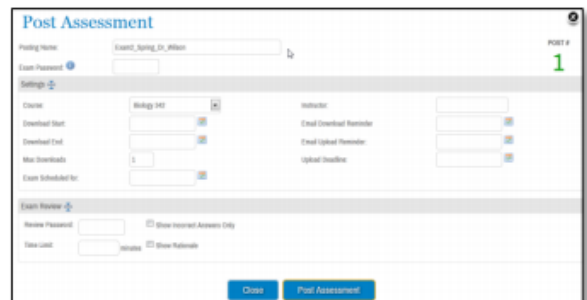 Post Assessment
POST #
1
Posting Name: Exam2_Spring_Dr_Wilson
Exam Password:
Settings
Course: Biology 242 Instructor:
Download Start: Email Download Reminder
Download End: Email Upload Reminder:
Max Downloads 1 Upload Deadline:
Exam Scheduled for:
Exam Review
Review Password: Show Incorrect Answers Only
Time Limit: minutes Show Rationale
Close Post Assessment